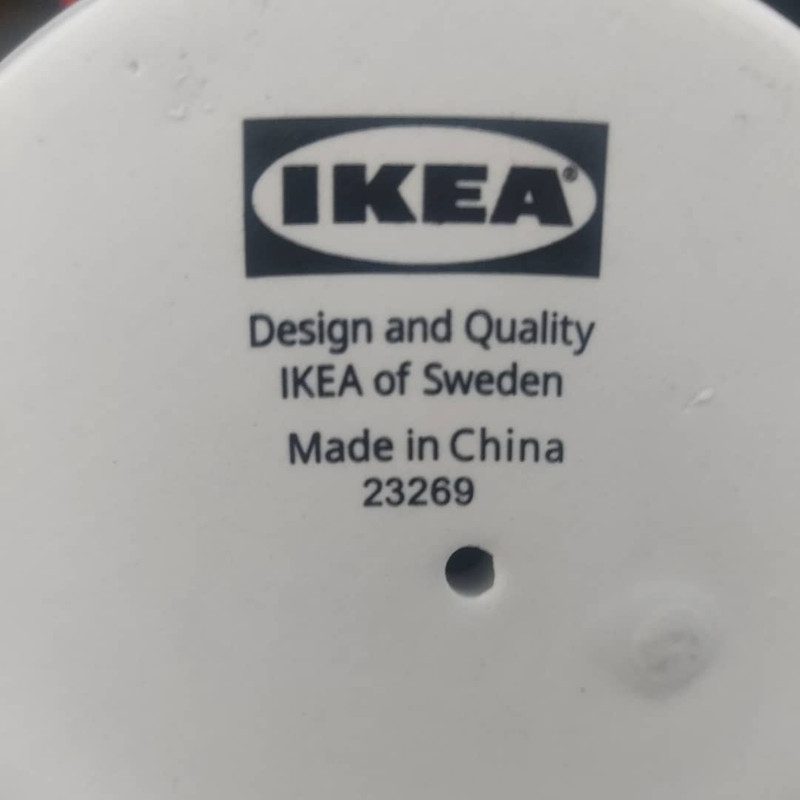 IKEA®
Design and Quality
IKEA of Sweden
Made in China
23269